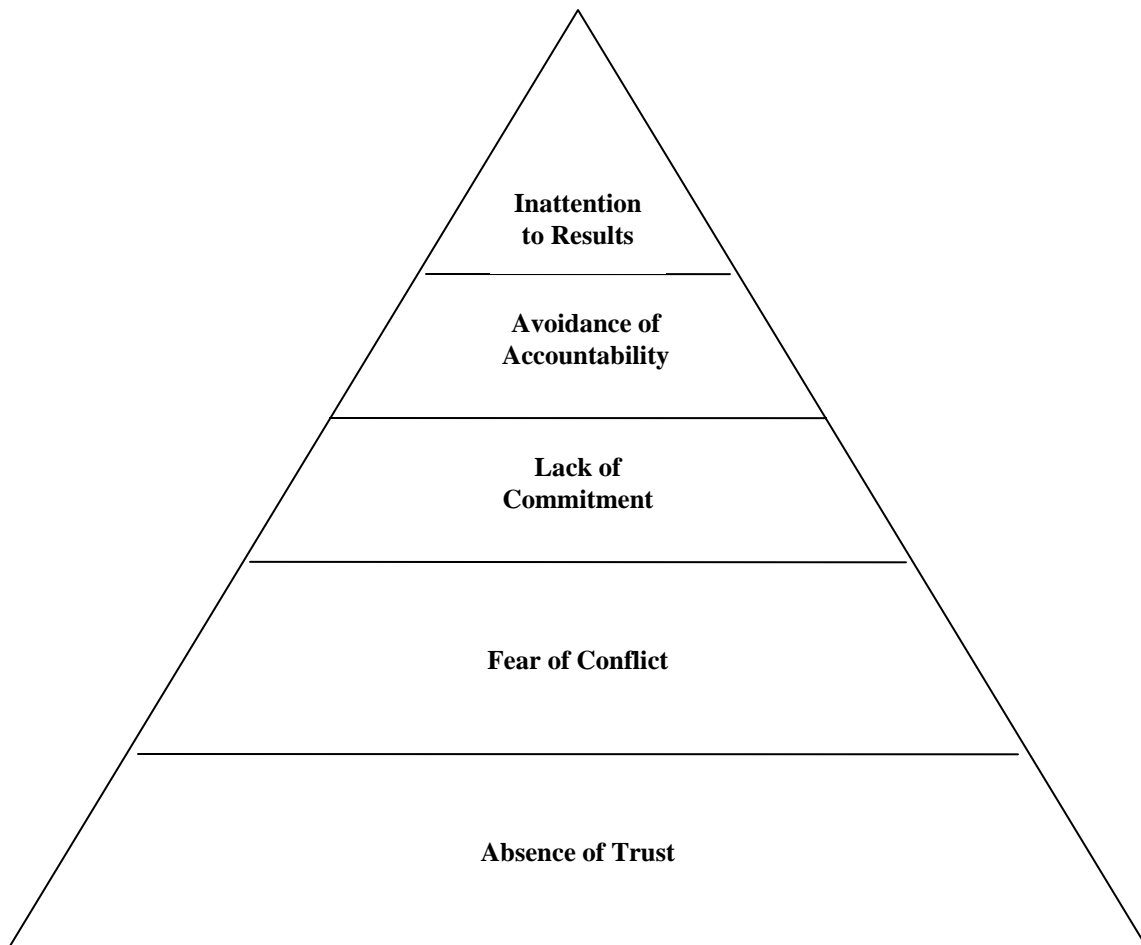 Inattention
to Results
Avoidance of
Accountability
Lack of
Commitment
Fear of Conflict
Absence of Trust